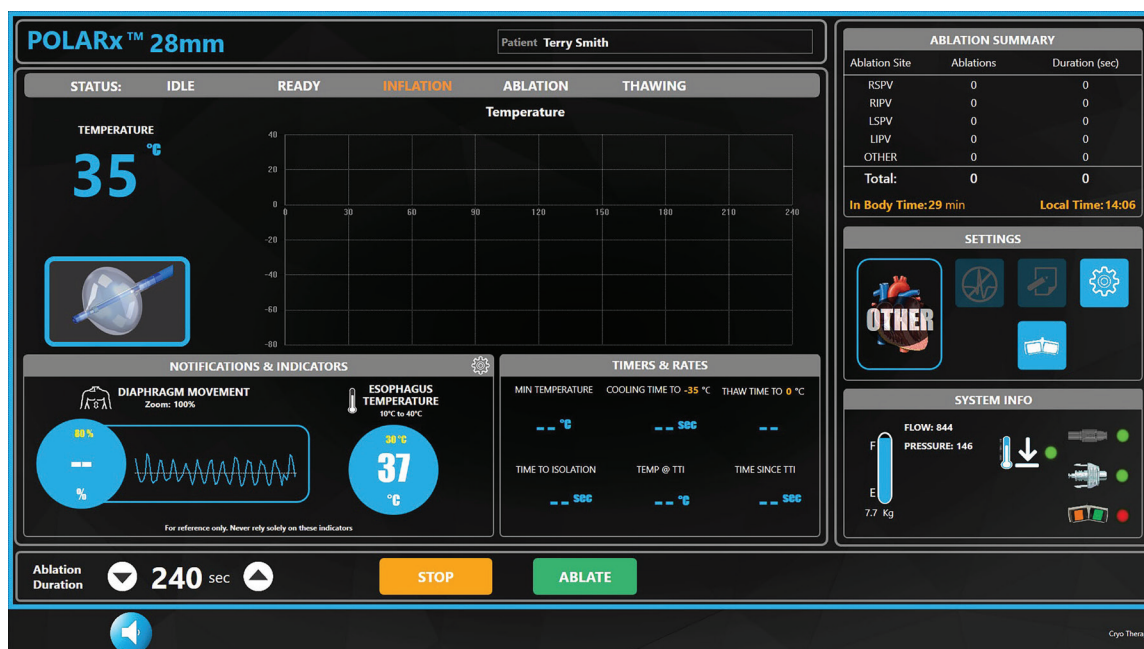 POLARx™ 28mm
Patient Terry Smith
STATUS: IDLE READY INFLATION ABLATION THAWING
TEMPERATURE
35 °C
Temperature
40
20
0
0 30 60 90 120 150 180 210 240
-20
-40
-60
-80
NOTIFICATIONS & INDICATORS
DIAPHRAGM MOVEMENT
Zoom: 100%
80 %
--
%
ESOPHAGUS
TEMPERATURE
10°C to 40°C
30 °C
37
°C
For reference only. Never rely solely on these indicators
TIMERS & RATES
MIN TEMPERATURE COOLING TIME TO -35 °C THAW TIME TO 0 °C
-- °C -- sec --
TIME TO ISOLATION TEMP @ TTI TIME SINCE TTI
-- sec -- °C -- sec
ABLATION SUMMARY
Ablation Site Ablations Duration (sec)
RSPV 0 0
RIPV 0 0
LSPV 0 0
LIPV 0 0
OTHER 0 0
Total: 0 0
In Body Time: 29 min Local Time: 14:06
SETTINGS
OTHER
SYSTEM INFO
FLOW: 844
PRESSURE: 146
F
E
7.7 Kg
Ablation
Duration
240 sec
STOP
ABLATE
Cryo Thera